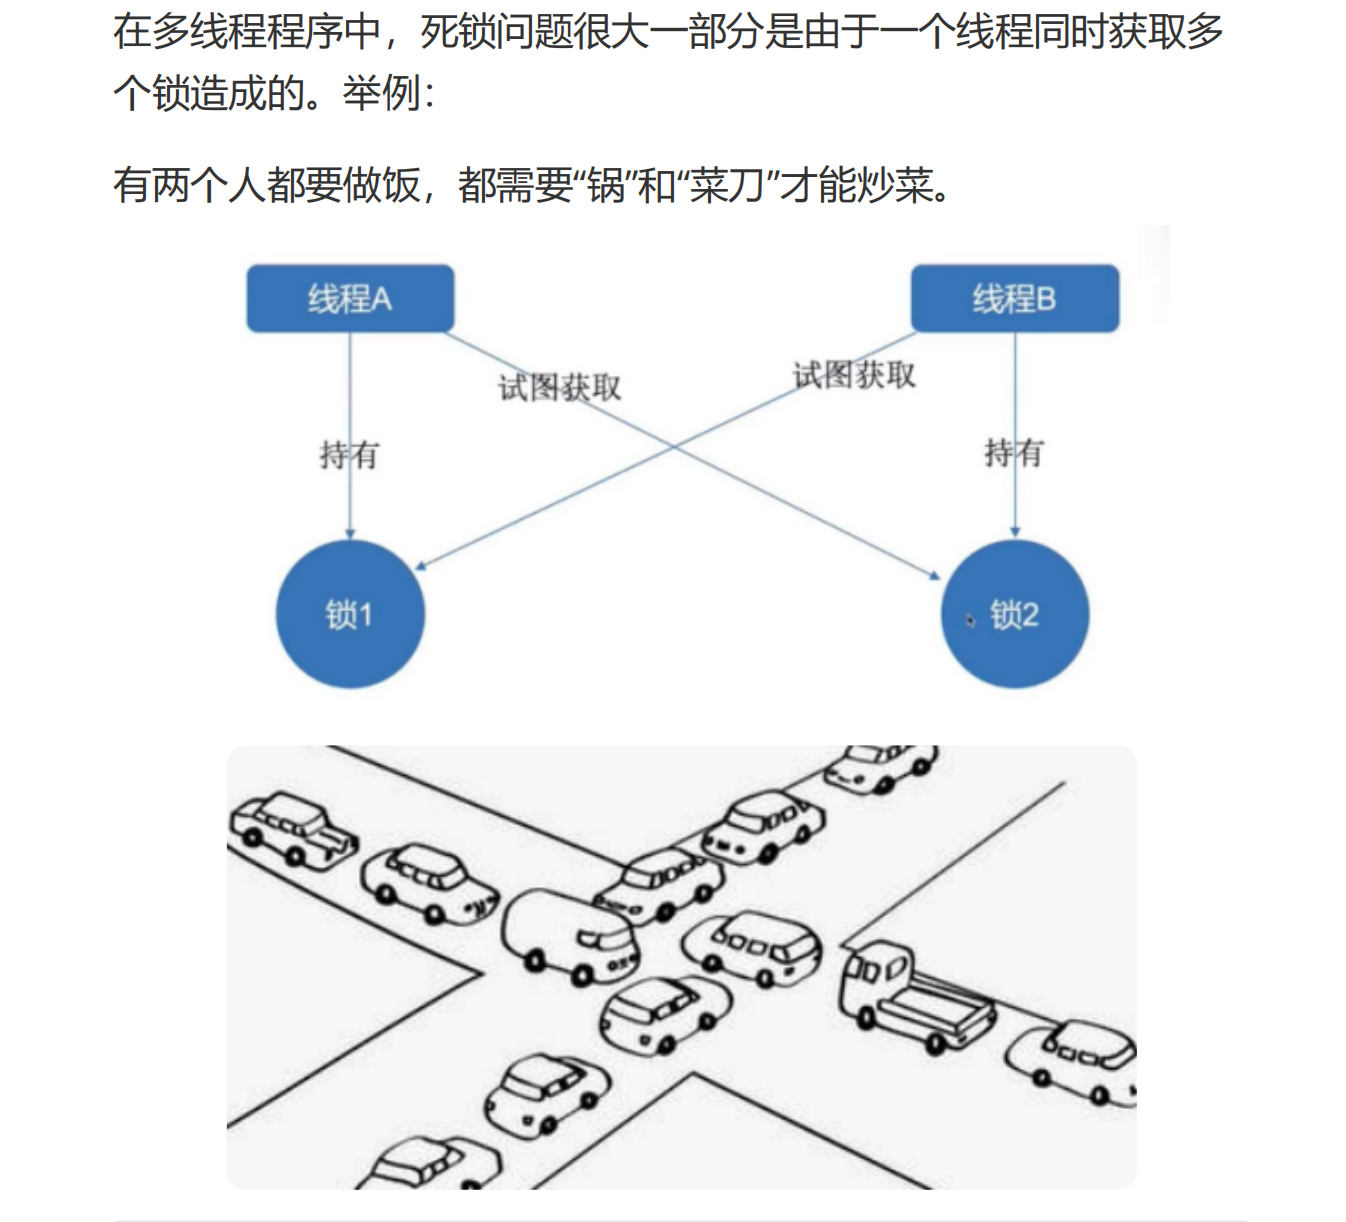 在多线程程序中，死锁问题很大一部分是由于一个线程同时获取多
个锁造成的。举例：
有两个人都要做饭，都需要“锅”和“菜刀”才能炒菜。
线程A
线程B
试图获取
试图获取
持有
持有
锁1
锁2